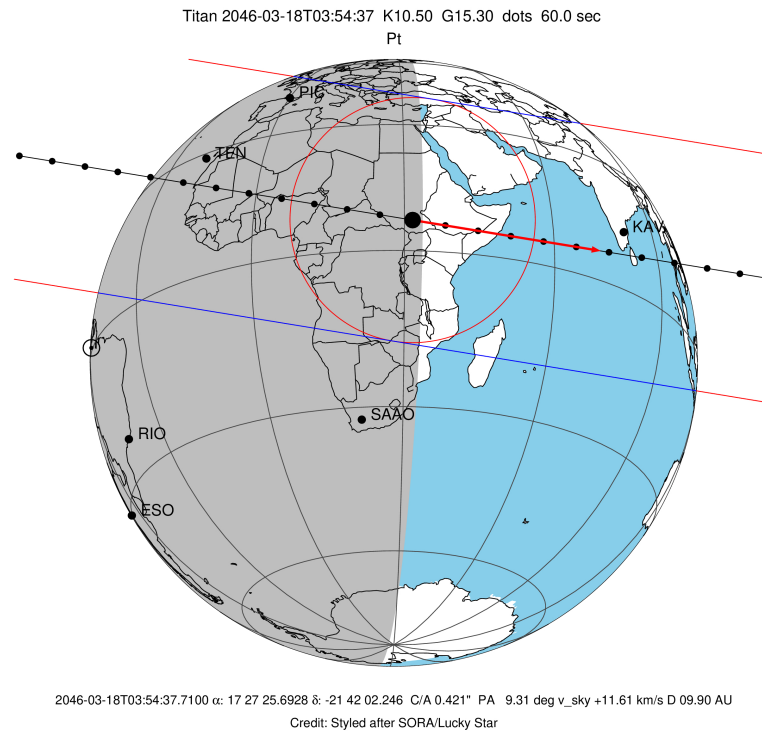 Titan 2046-03-18T03:54:37 K10.50 G15.30 dots 60.0 sec
Pt
PIC
TEN
KAV
SAAO
RIO
ESO
2046-03-18T03:54:37.7100 α: 17 27 25.6928 δ: -21 42 02.246 C/A 0.421" PA 9.31 deg v_sky +11.61 km/s D 09.90 AU
Credit: Styled after SORA/Lucky Star